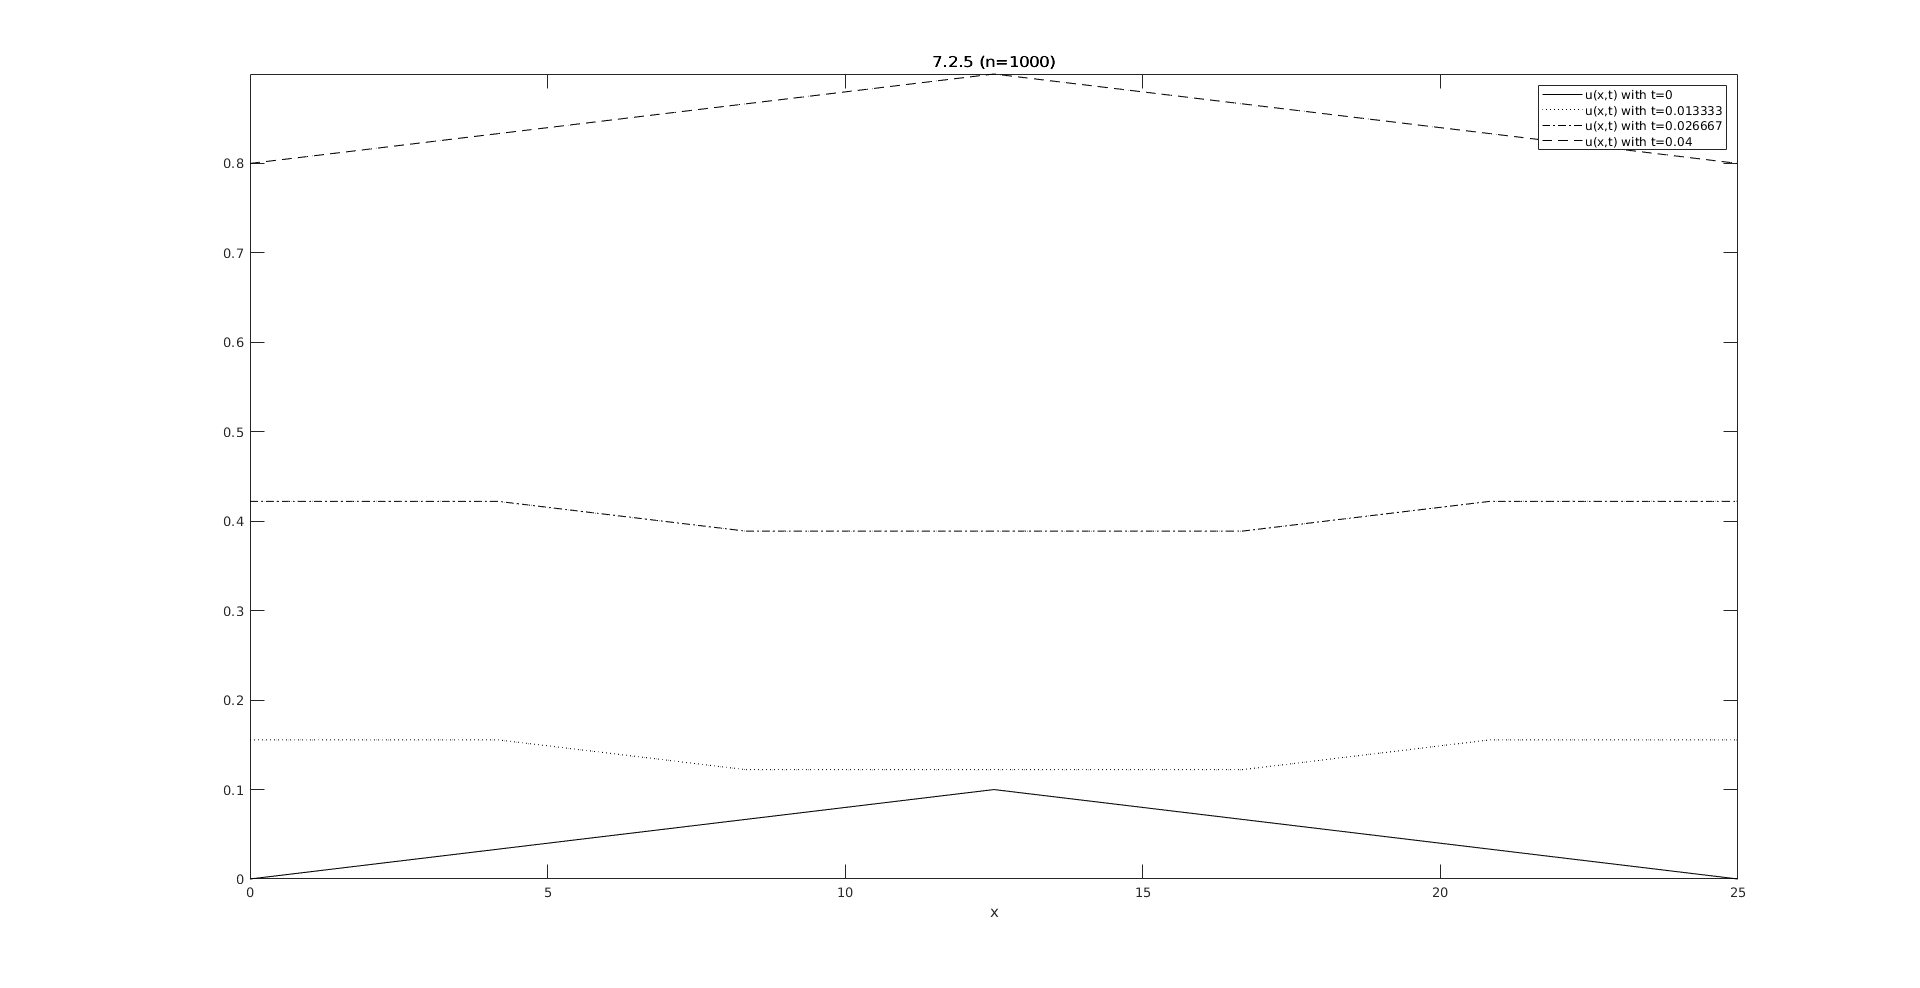 7.2.5 (n=1000)
u(x,t) with t=0
u(x,t) with t=0.013333
u(x,t) with t=0.026667
u(x,t) with t=0.04
0.8
0.7
0.6
0.5
0.4
0.3
0.2
0.1
0
0 5 10 15 20 25
x